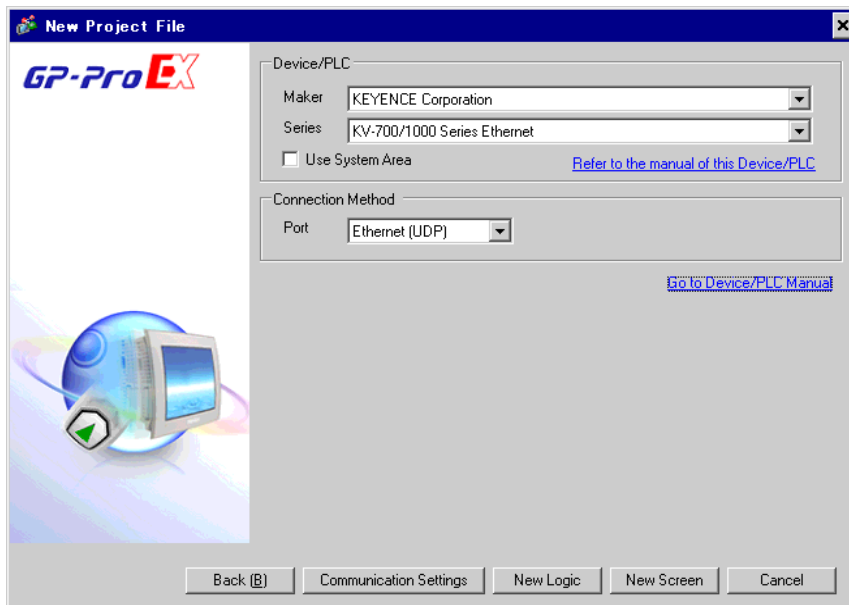 New Project File
GP-Pro EX
Device/PLC
Maker KEYENCE Corporation
Series KV-700/1000 Series Ethernet
Use System Area Refer to the manual of this Device/PLC
Connection Method
Port Ethernet (UDP)
Go to Device/PLC Manual
Back (B) Communication Settings New Logic New Screen Cancel